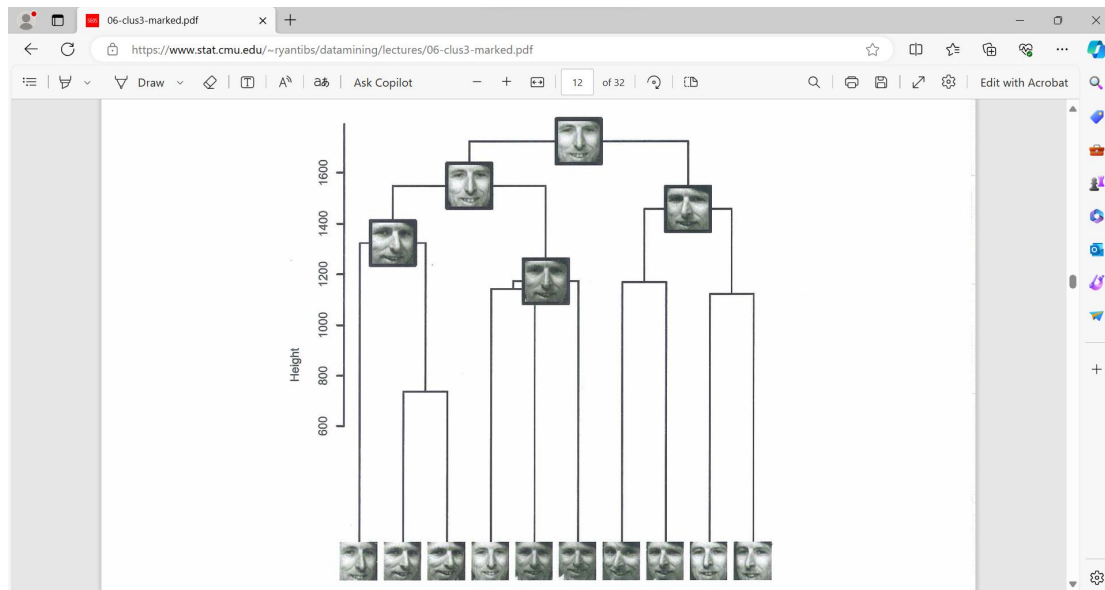 06-clus3-marked.pdf
https://www.stat.cmu.edu/~ryantibs/datamining/lectures/06-clus3-marked.pdf
Draw
Ask Copilot
12 of 32
Edit with Acrobat
Height
1600
1400
1200
1000
800
600